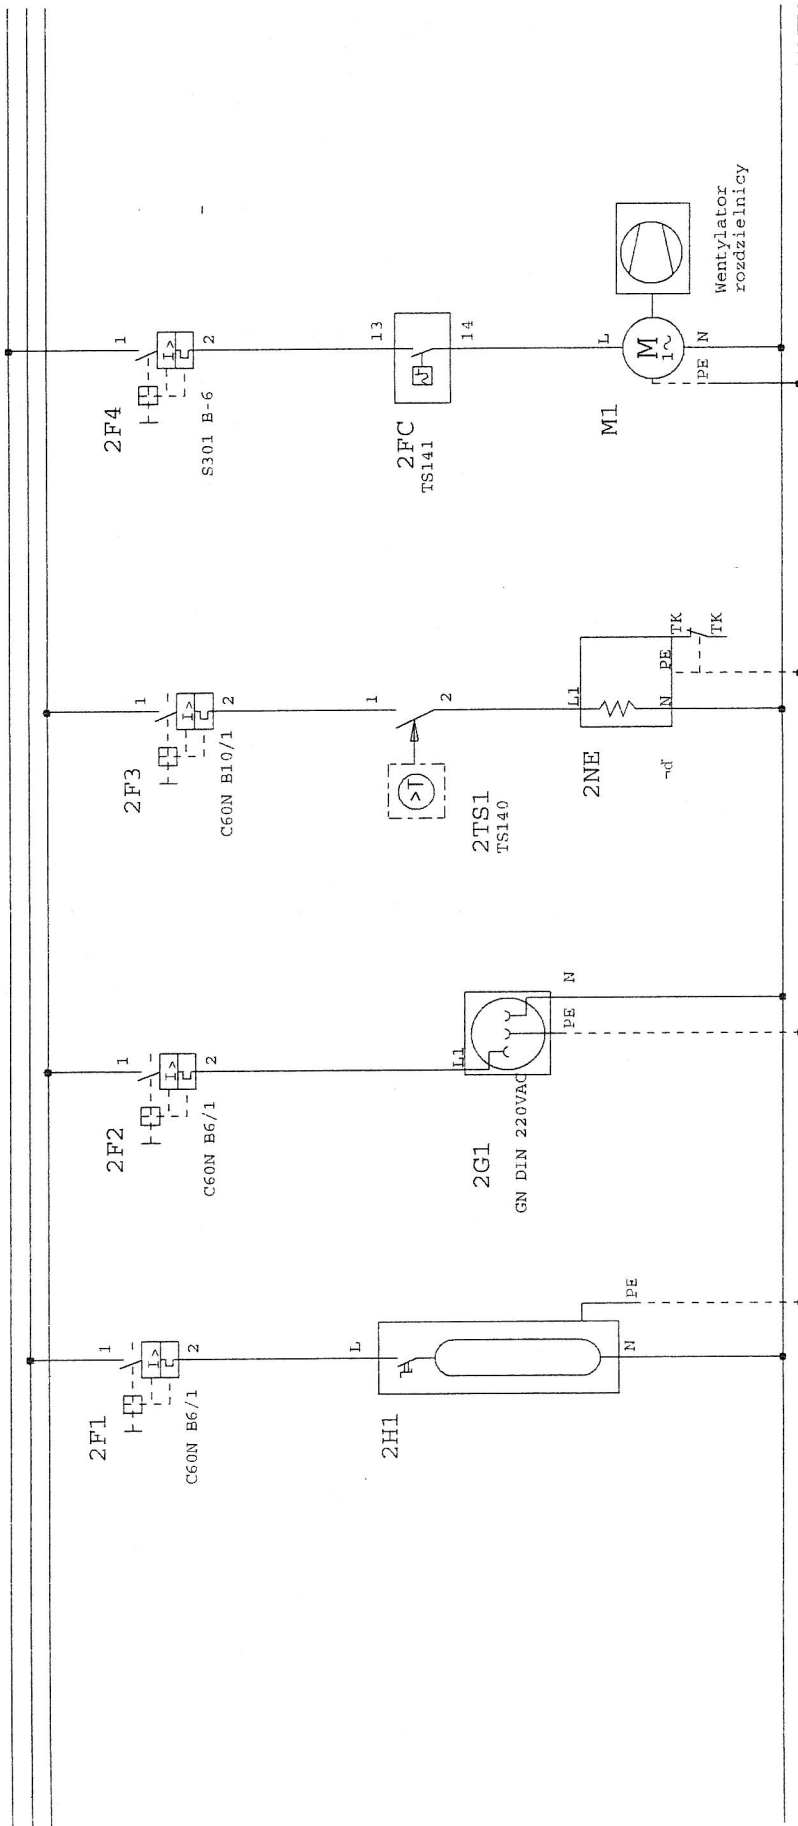 2F1
C60N B6/1
1
2
2H1
L
N
PE
2F2
C60N B6/1
1
2
2G1
GN DIN 220VAC
L1
PE
N
2F3
C60N B10/1
1
2
2TS1
TS140
>T
1
2
2NE
L1
N
PE
TK
TK
2F4
S301 B-6
1
2
2FC
TS141
13
14
M1
L
M
1~
PE
N
Wentylator
rozdzielnicy
I>
I>
I>
I>